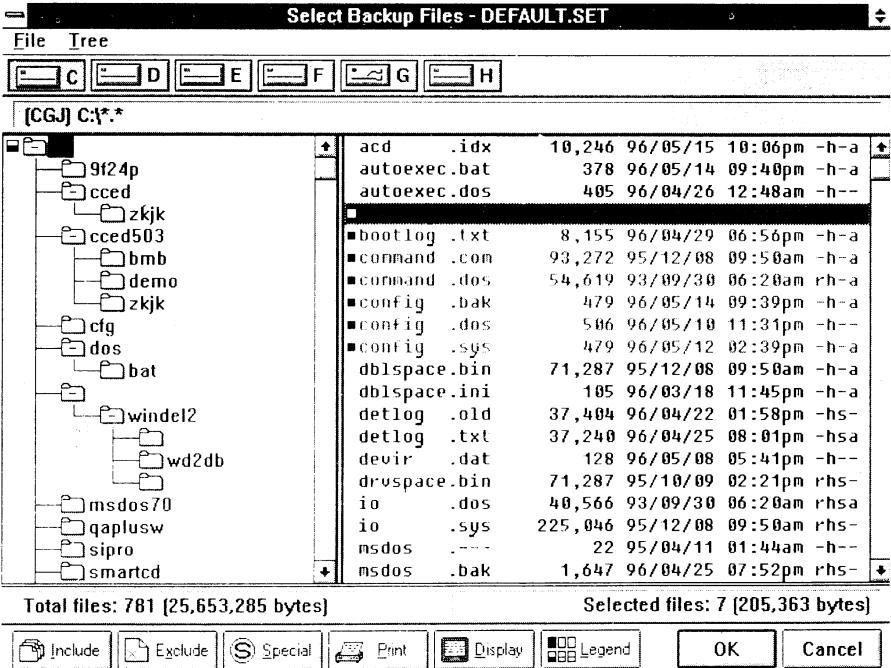 Select Backup Files - DEFAULT.SET
File Tree
C D E F G H
[CGJ] C:\*.*
9f24p
cced
zkjk
cced503
bmb
demo
zkjk
cfg
dos
bat
windel2
wd2db
msdos70
qaplusw
sipro
smartcd
acd .idx 10,246 96/05/15 10:06pm -h-a
autoexec.bat 378 96/05/14 09:40pm -h-a
autoexec.dos 405 96/04/26 12:48am -h--
bootlog .txt 8,155 96/04/29 06:56pm -h-a
command .com 93,272 95/12/08 09:50am -h-a
command .dos 54,619 93/09/30 06:20am rh-a
config .bak 479 96/05/14 09:39pm -h-a
config .dos 506 96/05/10 11:31pm -h--
config .sys 479 96/05/12 02:39pm -h-a
dblspace.bin 71,287 95/12/08 09:50am -h-a
dblspace.ini 105 96/03/18 11:45pm -h--
detlog .old 37,404 96/04/22 01:58pm -hs-
detlog .txt 37,240 96/04/25 08:01pm -hsa
devir .dat 128 96/05/08 05:41pm -h--
drvspace.bin 71,287 95/10/09 02:21pm rhs-
io .dos 40,566 93/09/30 06:20am rhsa
io .sys 225,046 95/12/08 09:50am rhs-
msdos .--- 22 95/04/11 01:44am -h--
msdos .bak 1,647 96/04/25 07:52pm rhs-
Total files: 781 [25,653,285 bytes]
Selected files: 7 [205,363 bytes]
Include Exclude Special Print Display Legend OK Cancel